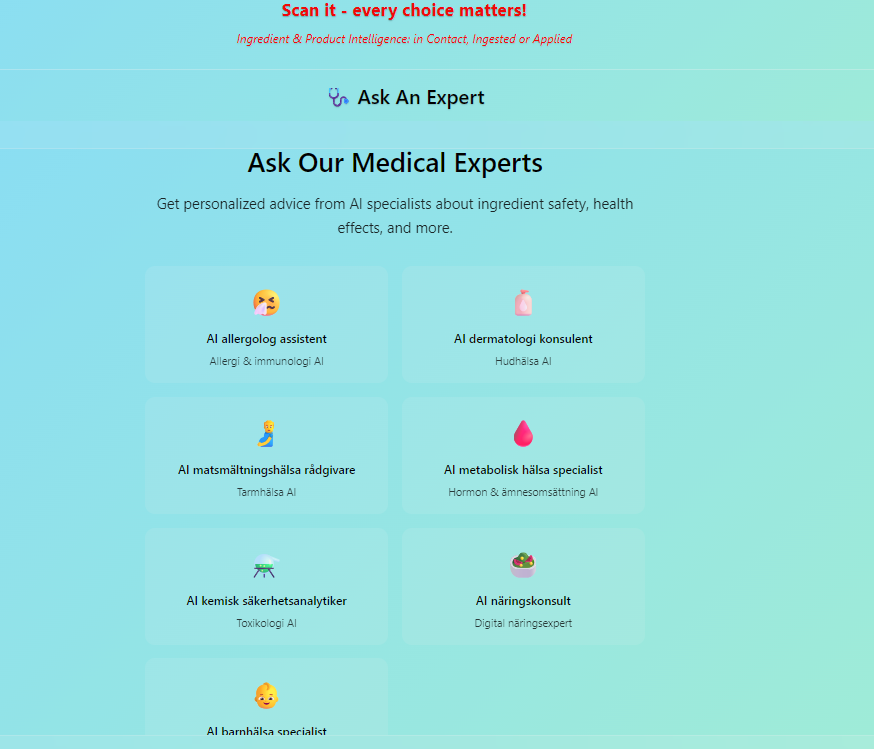 Scan it - every choice matters!
Ingredient & Product Intelligence: in Contact, Ingested or Applied
Ask An Expert
Ask Our Medical Experts
Get personalized advice from AI specialists about ingredient safety, health
effects, and more.
AI allergolog assistent
Allergi & immunologi AI
AI dermatologi konsulent
Hudhälsa AI
AI matsmältningshälsa rådgivare
Tarmhälsa AI
AI metabolisk hälsa specialist
Hormon & ämnesomsättning AI
AI kemisk säkerhetsanalytiker
Toxikologi AI
AI näringskonsult
Digital näringsexpert
AI barnhälsa specialist